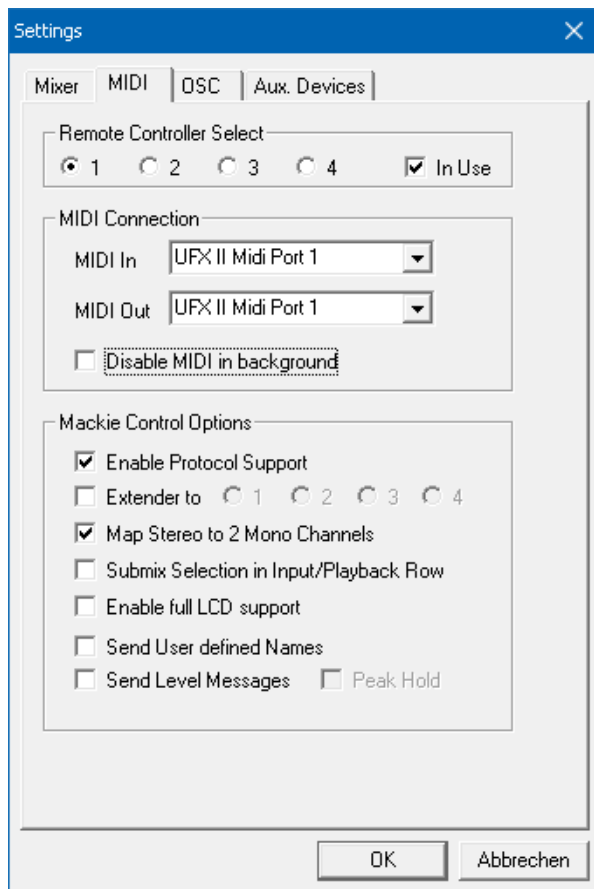 Settings
Mixer MIDI OSC Aux. Devices
Remote Controller Select
1 2 3 4 In Use
MIDI Connection
MIDI In UFX II Midi Port 1
MIDI Out UFX II Midi Port 1
Disable MIDI in background
Mackie Control Options
Enable Protocol Support
Extender to 1 2 3 4
Map Stereo to 2 Mono Channels
Submix Selection in Input/Playback Row
Enable full LCD support
Send User defined Names
Send Level Messages Peak Hold
OK Abbrechen